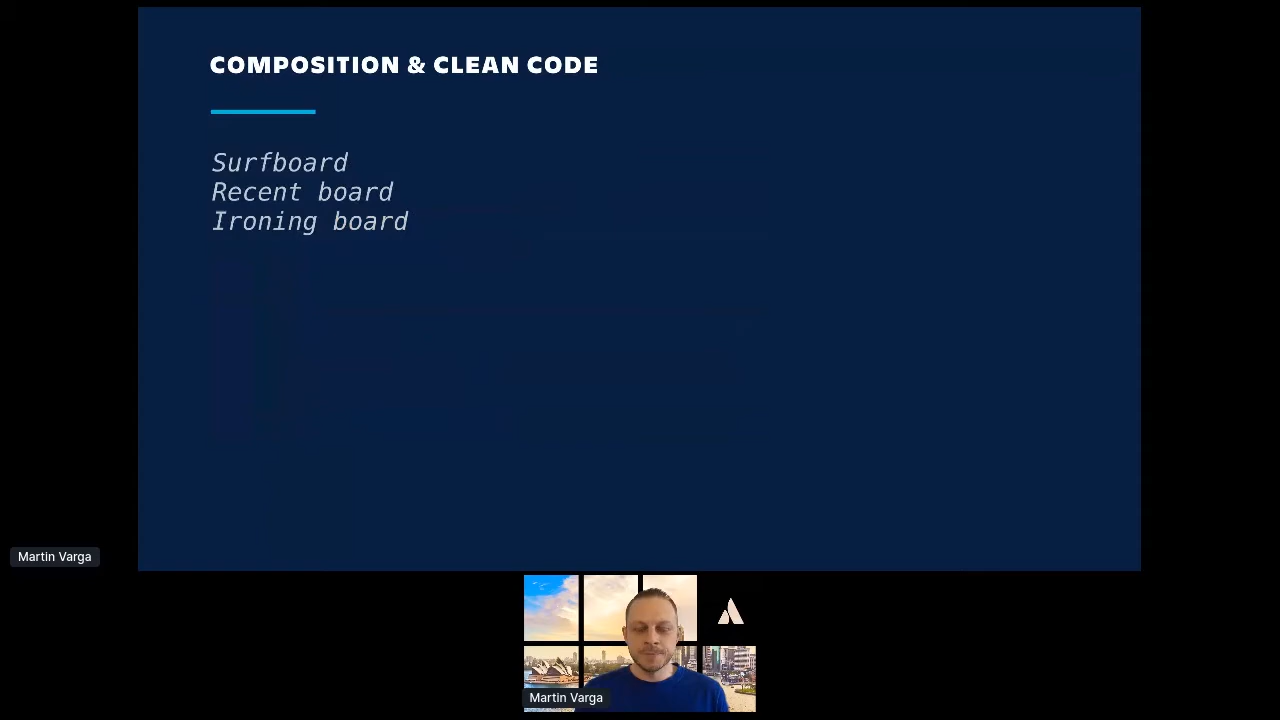 COMPOSITION & CLEAN CODE
Surfboard
Recent board
Ironing board
Martin Varga
Martin Varga